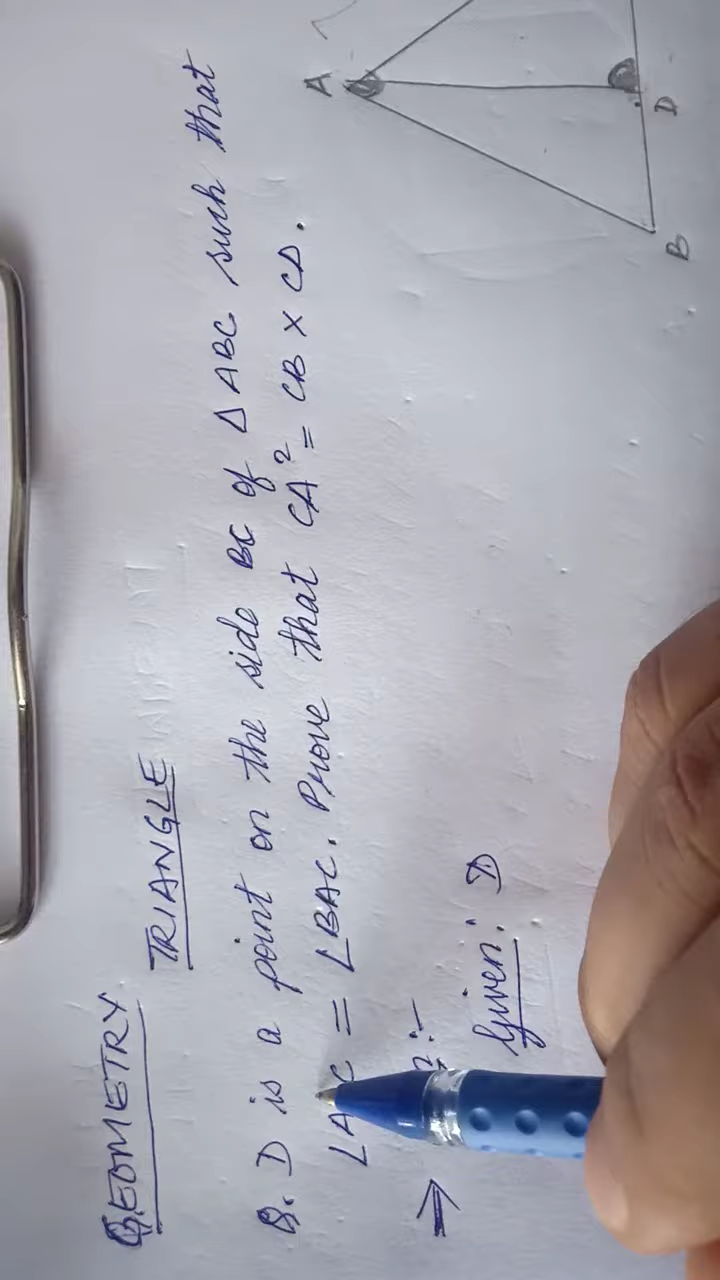 GEOMETRY
TRIANGLE
Q. D is a point on the side BC of △ ABC such that
= ∠BAC. Prove that CA² = CB × CD.
⇒
Given: D
A
D
B